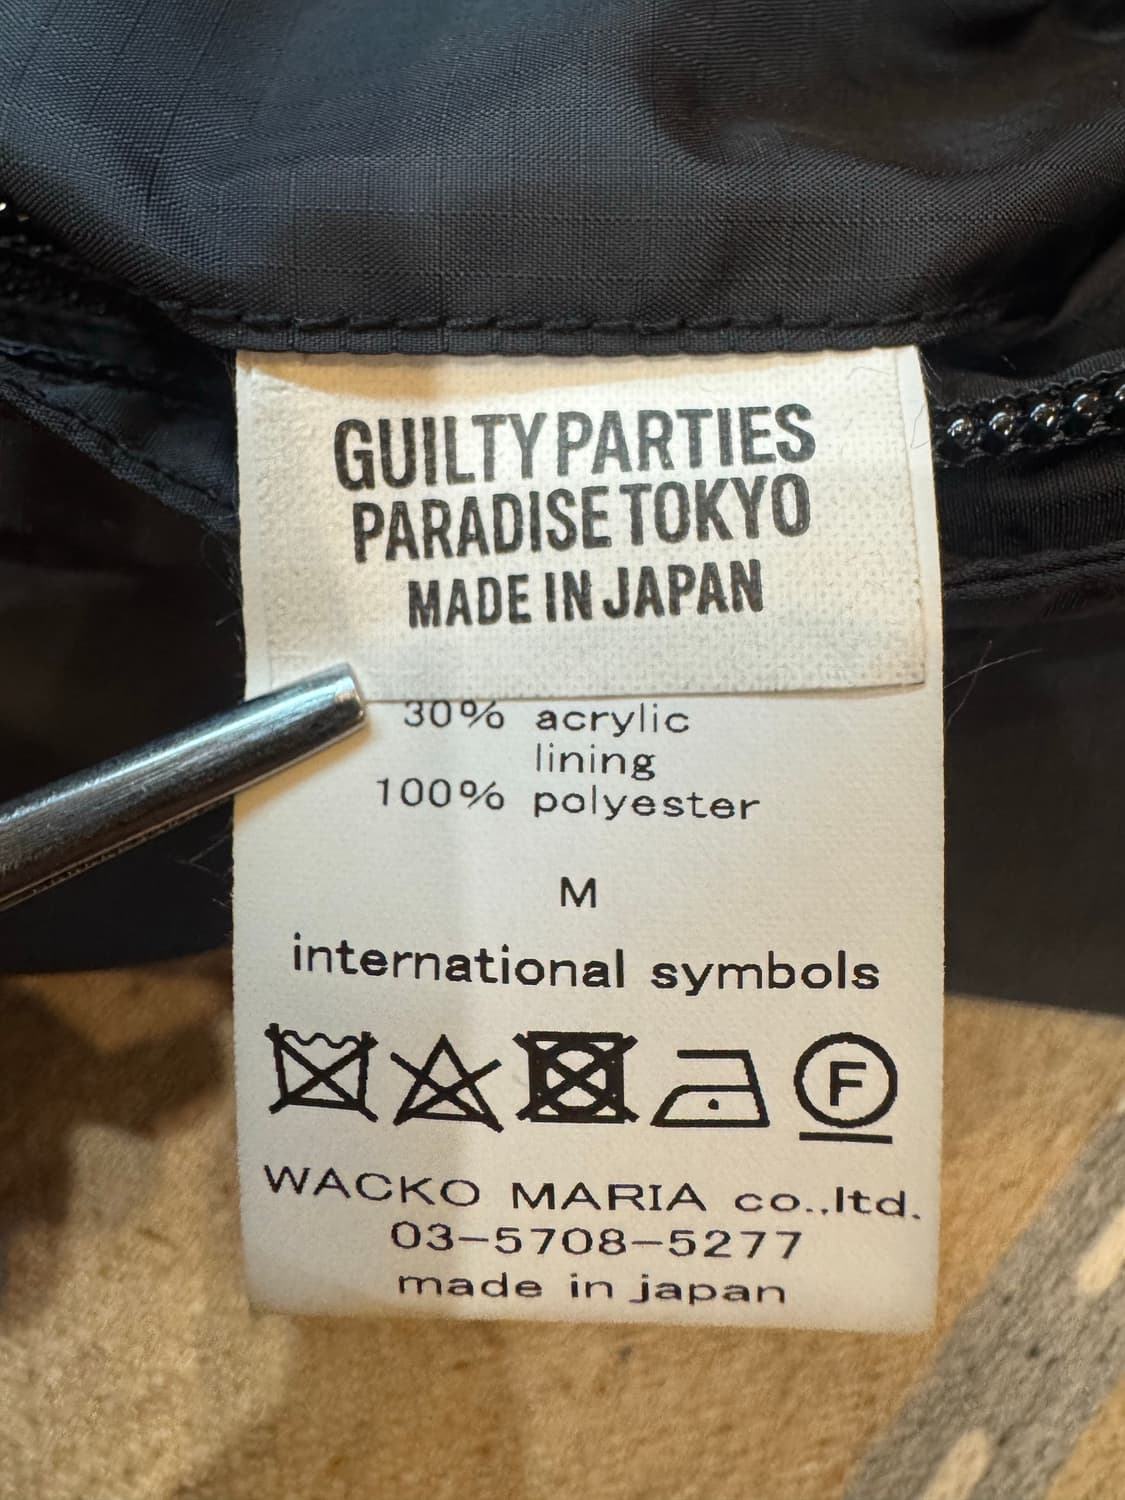 GUILTY PARTIES
PARADISE TOKYO
MADE IN JAPAN
30% acrylic
lining
100% polyester
M
international symbols
F
WACKO MARIA co.,ltd.
03-5708-5277
made in japan